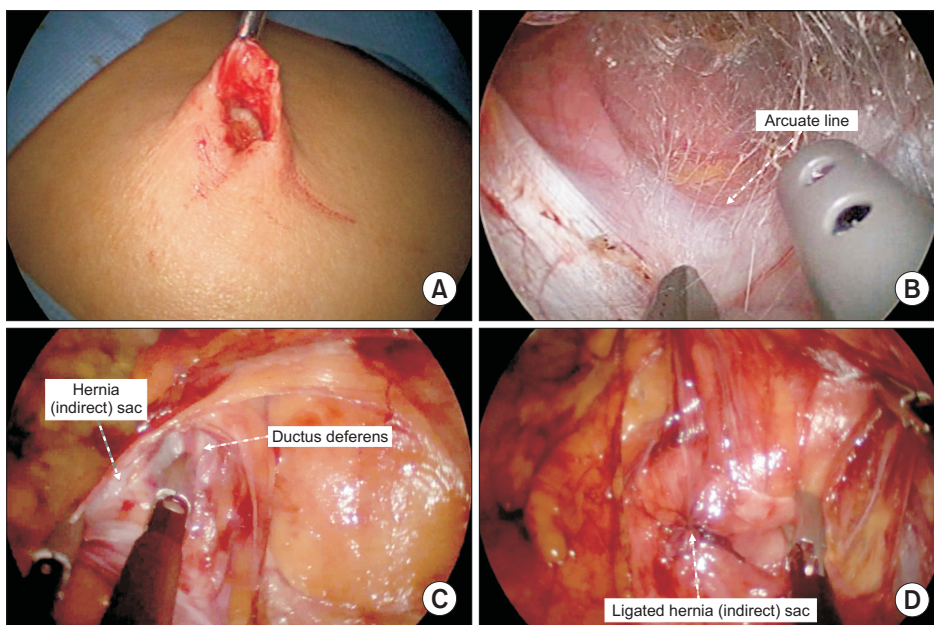 A
Arcuate line
B
Hernia
(indirect) sac
Ductus deferens
C
Ligated hernia (indirect) sac
D